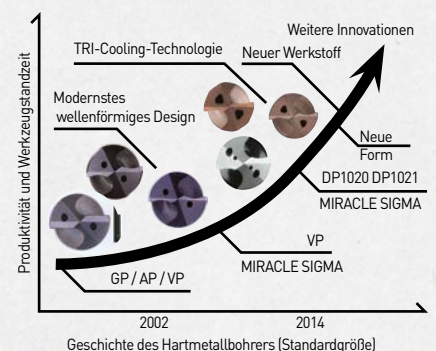 Weitere Innovationen
TRI-Cooling-Technologie
Neuer Werkstoff
Modernstes
wellenförmiges Design
Neue
Form
DP1020 DP1021
MIRACLE SIGMA
VP
MIRACLE SIGMA
GP / AP / VP
Produktivität und Werkzeugstandzeit
2002
2014
Geschichte des Hartmetallbohrers (Standardgröße)